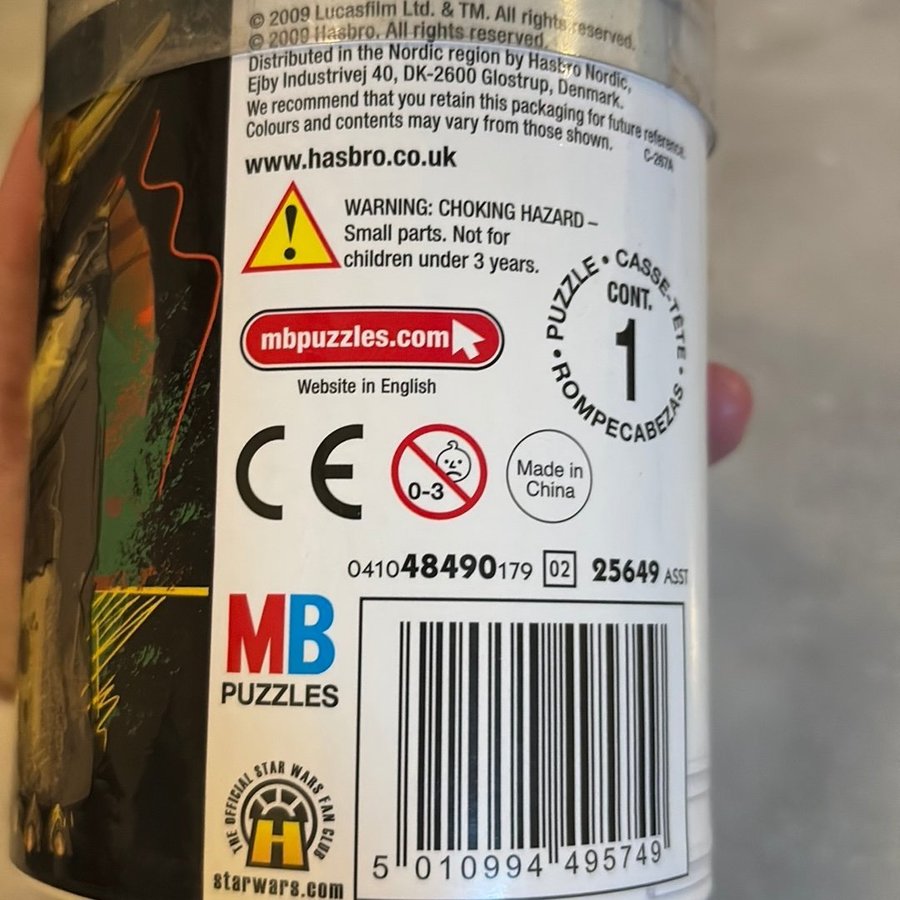 © 2009 Lucasfilm Ltd. & TM. All rights reserved.
© 2009 Hasbro. All rights reserved.
Distributed in the Nordic region by Hasbro Nordic,
Ejby Industrivej 40, DK-2600 Glostrup, Denmark.
We recommend that you retain this packaging for future reference.
Colours and contents may vary from those shown.
C-267A
www.hasbro.co.uk
WARNING: CHOKING HAZARD –
Small parts. Not for
children under 3 years.
• PUZZLE • CASSE-TÊTE • ROMPECABEZAS
CONT.
1
mbpuzzles.com
Website in English
CE
0-3
Made in
China
041048490179 02 25649 ASST
MB
PUZZLES
THE OFFICIAL STAR WARS FAN CLUB
H
starwars.com
5 010994 495749